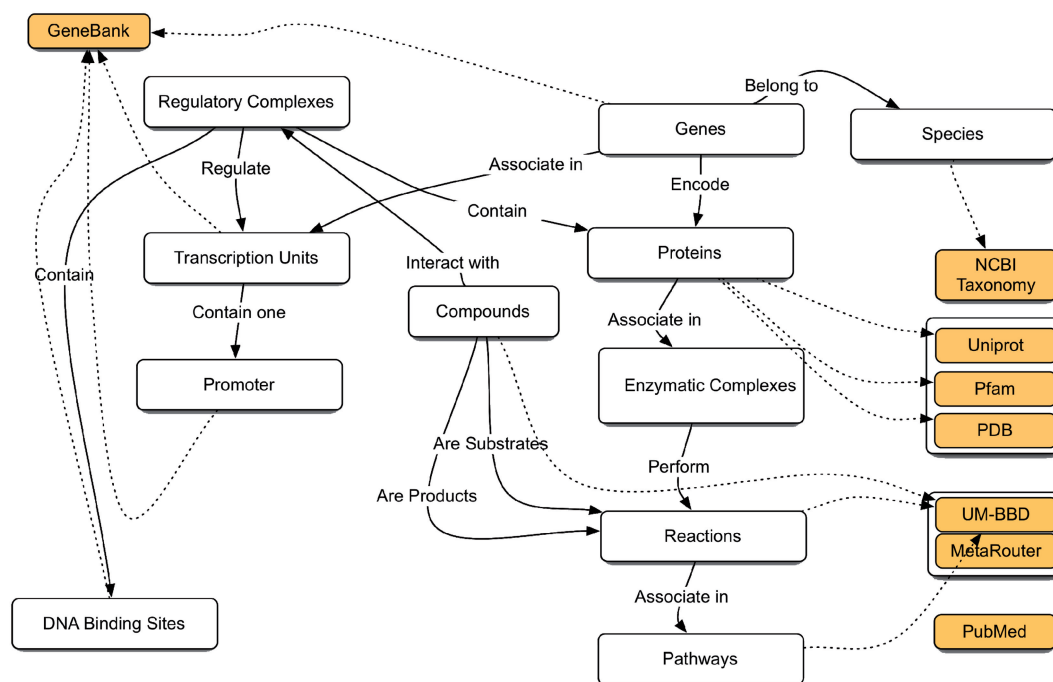 GeneBank
Regulatory Complexes
Belong to
Genes
Species
Regulate
Associate in
Encode
Contain
Transcription Units
Proteins
Interact with
NCBI
Taxonomy
Contain
Compounds
Contain one
Associate in
Uniprot
Promoter
Enzymatic Complexes
Pfam
PDB
Are Substrates
Perform
Are Products
UM-BBD
Reactions
MetaRouter
Associate in
DNA Binding Sites
PubMed
Pathways